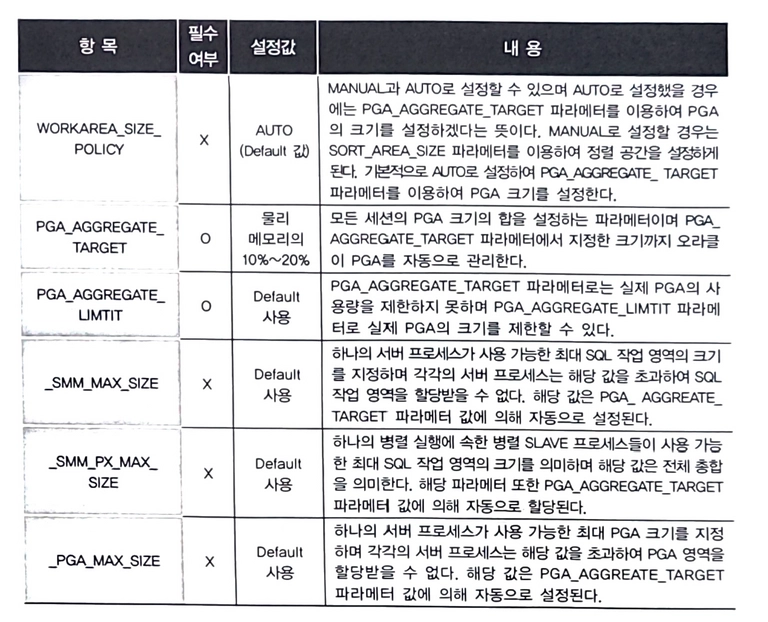 항 목
필수
여부
설정값
내 용
WORKAREA_SIZE_
POLICY
X
AUTO
(Default 값)
MANUAL과 AUTO로 설정할 수 있으며 AUTO로 설정했을 경우
에는 PGA_AGGREGATE_TARGET 파라메터를 이용하여 PGA
의 크기를 설정하겠다는 뜻이다. MANUAL로 설정할 경우는
SORT_AREA_SIZE 파라메터를 이용하여 정렬 공간을 설정하게
된다. 기본적으로 AUTO로 설정하여 PGA_AGGREGATE_ TARGET
파라메터를 이용하여 PGA 크기를 설정한다.
PGA_AGGREGATE_
TARGET
O
물리
메모리의
10%~20%
모든 세션의 PGA 크기의 합을 설정하는 파라메터이며 PGA_
AGGREGATE_TARGET 파라메터에서 지정한 크기까지 오라클
이 PGA를 자동으로 관리한다.
PGA_AGGREGATE_
LIMTIT
O
Default
사용
PGA_AGGREGATE_TARGET 파라메터로는 실제 PGA의 사
용량을 제한하지 못하며 PGA_AGGREGATE_LIMTIT 파라메
터로 실제 PGA의 크기를 제한할 수 있다.
_SMM_MAX_SIZE
X
Default
사용
하나의 서버 프로세스가 사용 가능한 최대 SQL 작업 영역의 크기
를 지정하며 각각의 서버 프로세스는 해당 값을 초과하여 SQL
작업 영역을 할당받을 수 없다. 해당 값은 PGA_ AGGREATE_
TARGET 파라메터 값에 의해 자동으로 설정된다.
_SMM_PX_MAX_
SIZE
X
Default
사용
하나의 병렬 실행에 속한 병렬 SLAVE 프로세스들이 사용 가능
한 최대 SQL 작업 영역의 크기를 의미하며 해당 값은 전체 총합
을 의미한다. 해당 파라메터 또한 PGA_AGGREGATE_TARGET
파라메터 값에 의해 자동으로 할당된다.
_PGA_MAX_SIZE
X
Default
사용
하나의 서버 프로세스가 사용 가능한 최대 PGA 크기를 지정
하며 각각의 서버 프로세스는 해당 값을 초과하여 PGA 영역을
할당받을 수 없다. 해당 값은 PGA_AGGREATE_TARGET
파라메터 값에 의해 자동으로 설정된다.